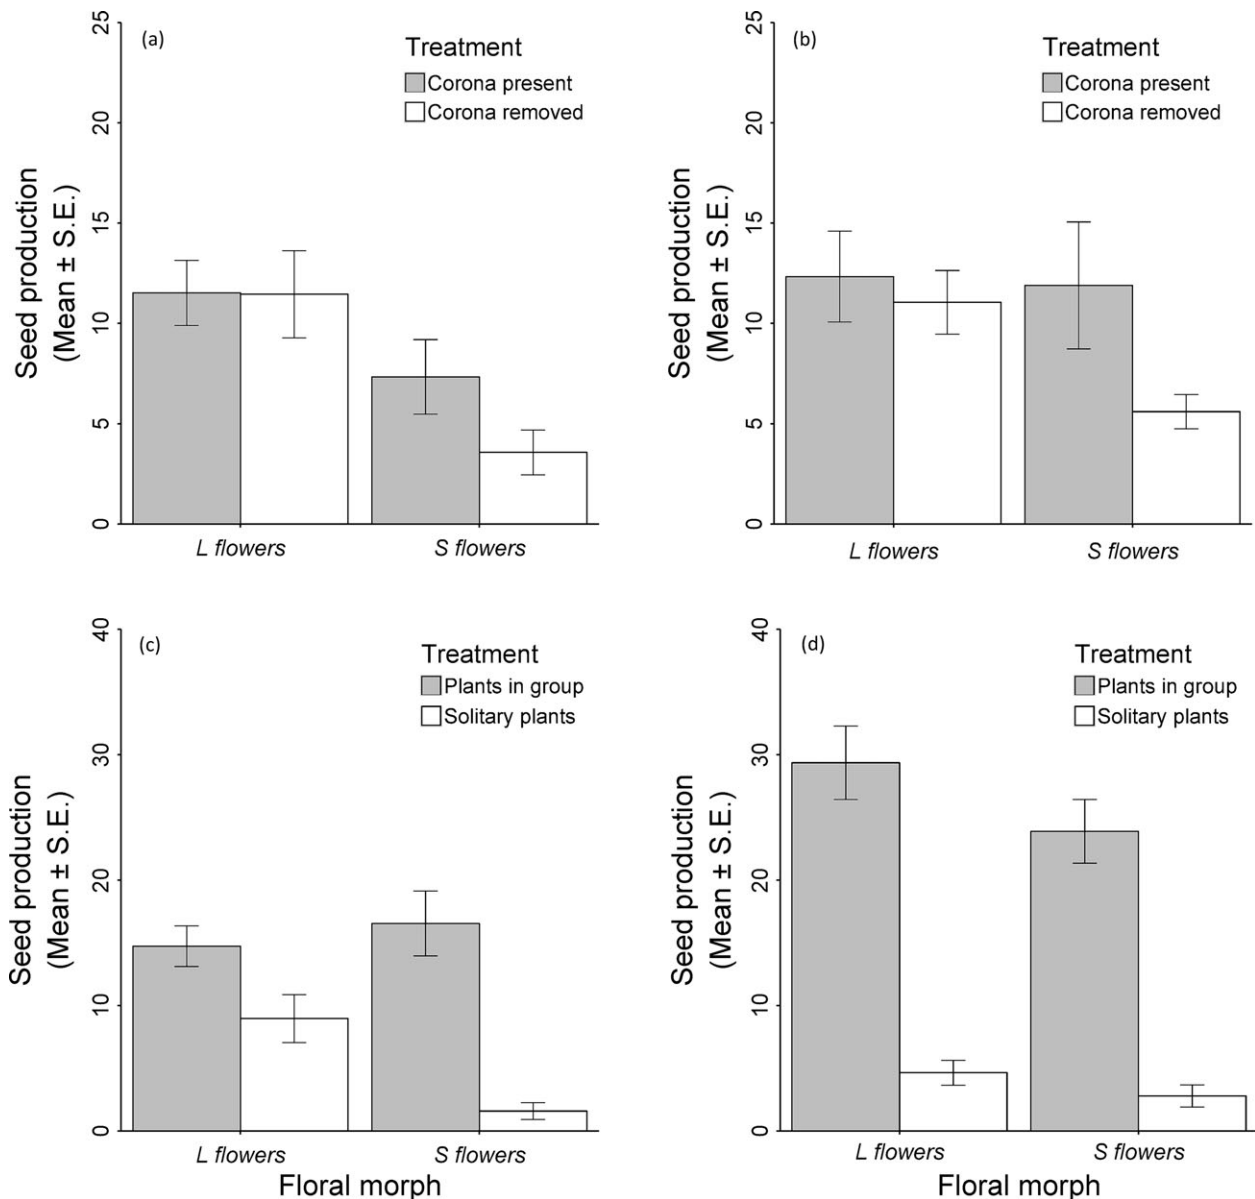 (a)
Treatment
Corona present
Corona removed
Seed production
(Mean ± S.E.)
0
5
10
15
20
25
L flowers
S flowers
(b)
Treatment
Corona present
Corona removed
Seed production
(Mean ± S.E.)
0
5
10
15
20
25
L flowers
S flowers
(c)
Treatment
Plants in group
Solitary plants
Seed production
(Mean ± S.E.)
0
10
20
30
40
L flowers
S flowers
Floral morph
(d)
Treatment
Plants in group
Solitary plants
Seed production
(Mean ± S.E.)
0
10
20
30
40
L flowers
S flowers
Floral morph